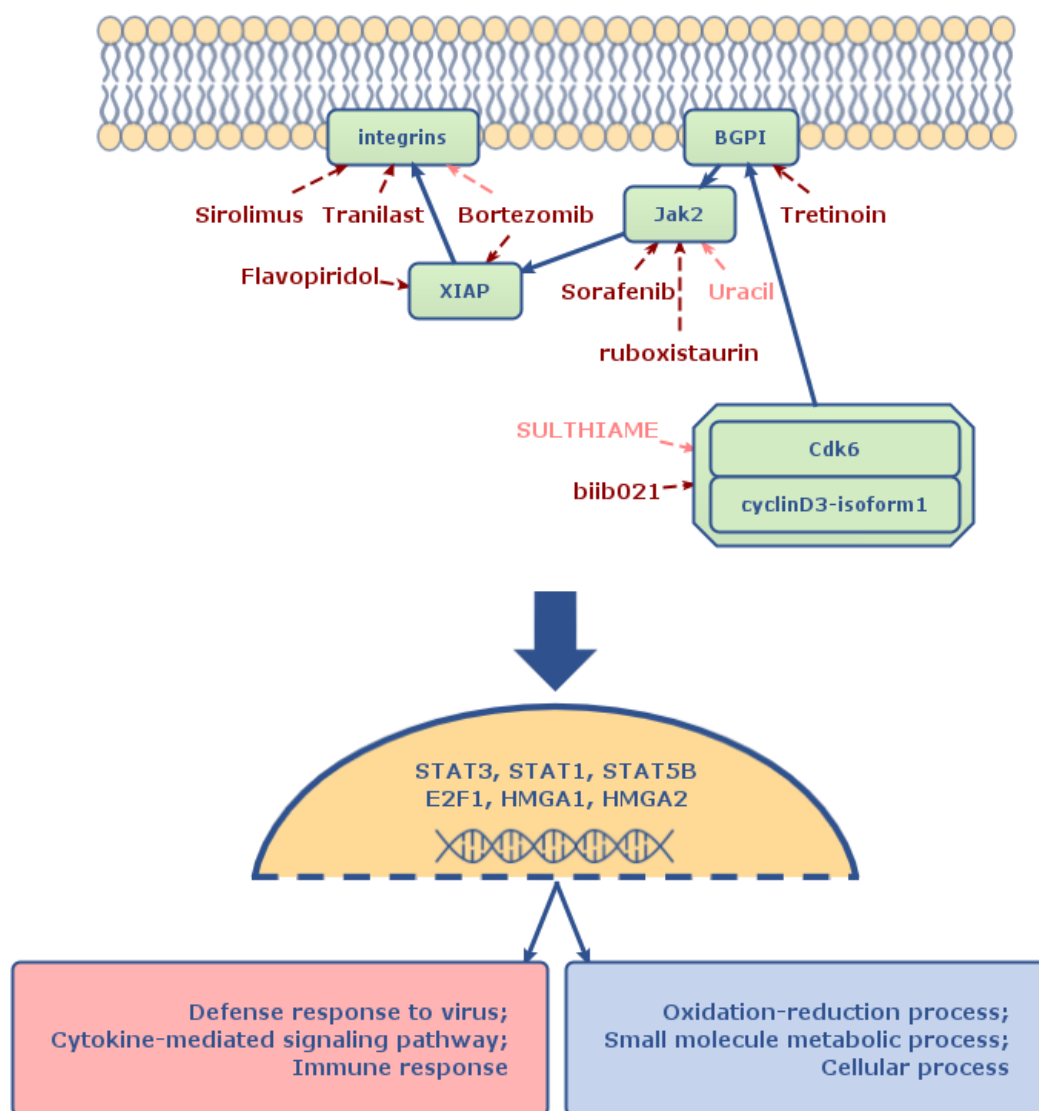 integrins
BGPI
Jak2
Sirolimus
Tranilast
Bortezomib
Tretinoin
Flavopiridol
XIAP
Sorafenib
Uracil
ruboxistaurin
SULTHIAME
Cdk6
biib021
cyclinD3-isoform1
STAT3, STAT1, STAT5B
E2F1, HMGA1, HMGA2
Defense response to virus;
Cytokine-mediated signaling pathway;
Immune response
Oxidation-reduction process;
Small molecule metabolic process;
Cellular process